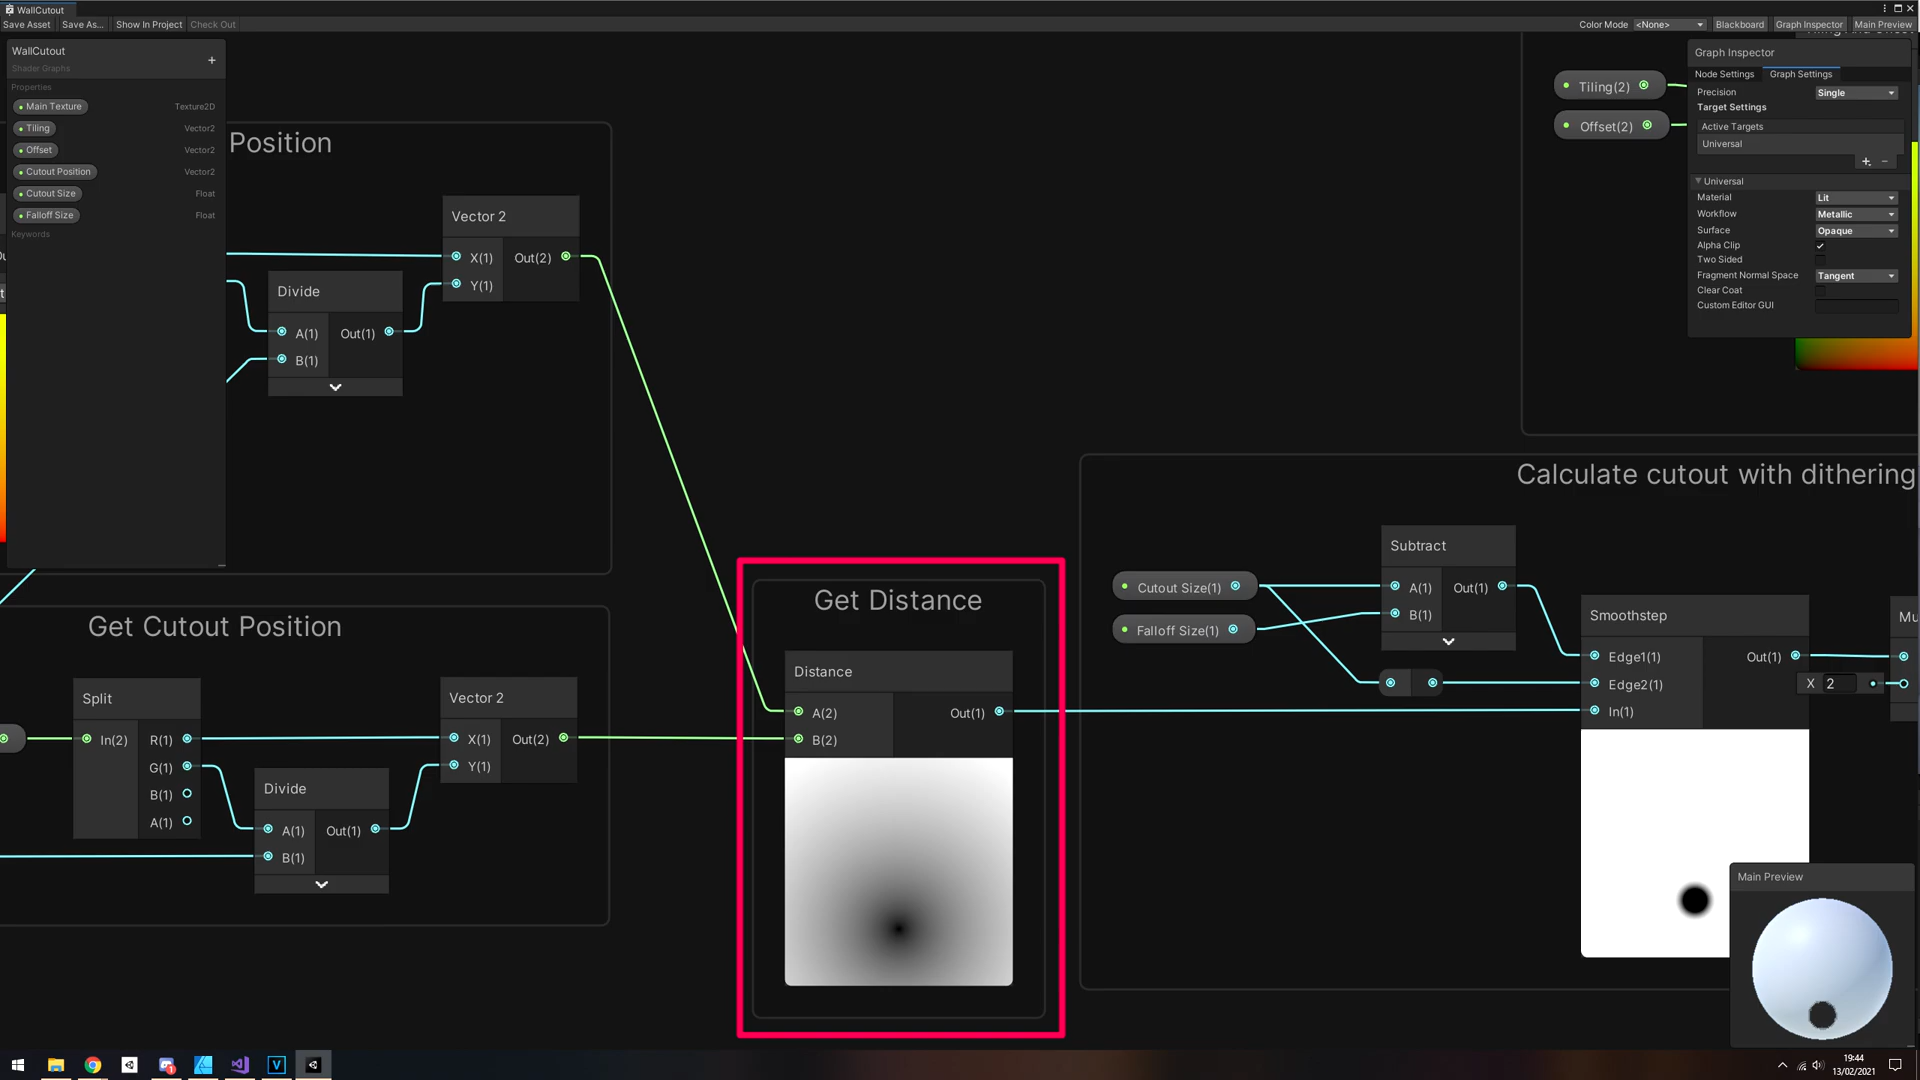 WallCutout
Save Asset Save As... Show In Project Check Out
Color Mode <None> Blackboard Graph Inspector Main Preview
WallCutout
Shader Graphs
+
Properties
Main Texture Texture2D
Tiling Vector2
Offset Vector2
Cutout Position Vector2
Cutout Size Float
Falloff Size Float
Keywords
Position
Vector 2
X(1) Out(2)
Y(1)
Divide
A(1) Out(1)
B(1)
Tiling(2)
Offset(2)
Graph Inspector
Node Settings Graph Settings
Precision Single
Target Settings
Active Targets
Universal
Universal
Material Lit
Workflow Metallic
Surface Opaque
Alpha Clip
Two Sided
Fragment Normal Space Tangent
Clear Coat
Custom Editor GUI
Get Cutout Position
Split
In(2) R(1)
G(1)
B(1)
A(1)
Divide
A(1) Out(1)
B(1)
Vector 2
X(1) Out(2)
Y(1)
Get Distance
Distance
A(2) Out(1)
B(2)
Calculate cutout with dithering
Cutout Size(1)
Falloff Size(1)
Subtract
A(1) Out(1)
B(1)
Smoothstep
Edge1(1) Out(1)
Edge2(1)
In(1)
X 2
Mu
Main Preview
19:44
13/02/2021